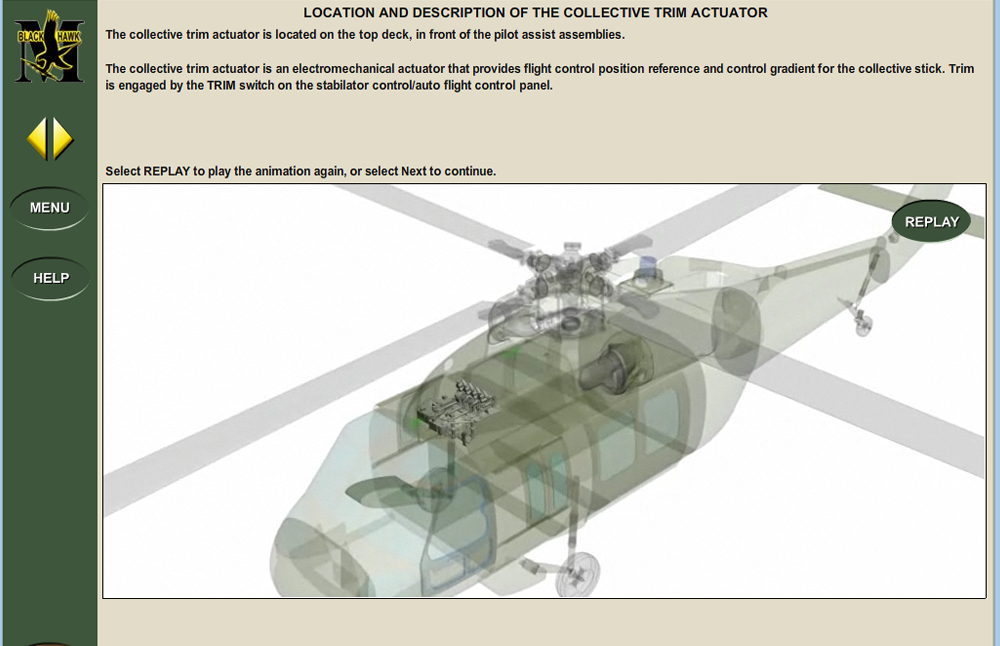 LOCATION AND DESCRIPTION OF THE COLLECTIVE TRIM ACTUATOR
BLACK HAWK
M
The collective trim actuator is located on the top deck, in front of the pilot assist assemblies.
The collective trim actuator is an electromechanical actuator that provides flight control position reference and control gradient for the collective stick. Trim
is engaged by the TRIM switch on the stabilator control/auto flight control panel.
Select REPLAY to play the animation again, or select Next to continue.
MENU
REPLAY
HELP